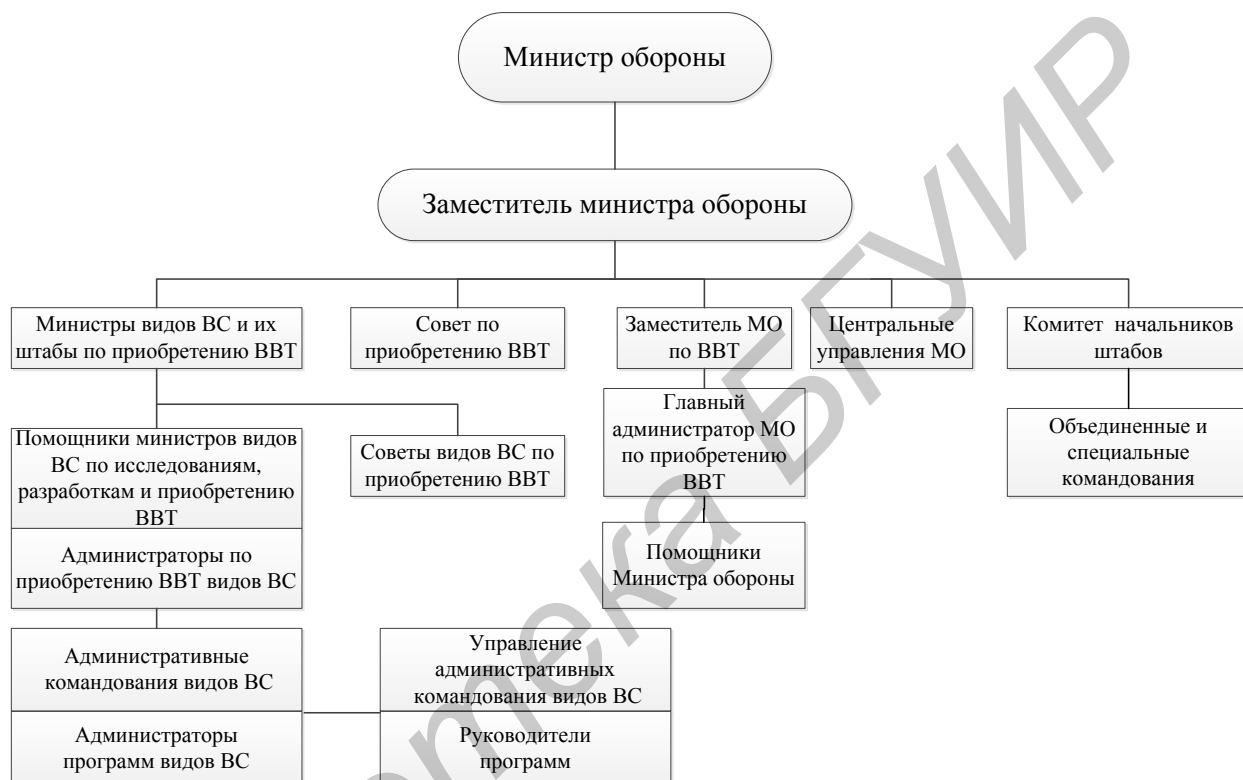 Министр обороны
Заместитель министра обороны
Министры видов ВС и их
штабы по приобретению ВВТ
Совет по
приобретению ВВТ
Заместитель МО
по ВВТ
Центральные
управления МО
Комитет начальников
штабов
Помощники министров видов
ВС по исследованиям,
разработкам и приобретению
ВВТ
Советы видов ВС по
приобретению ВВТ
Главный
администратор МО
по приобретению
ВВТ
Объединенные и
специальные
командования
Администраторы по
приобретению ВВТ видов ВС
Помощники
Министра обороны
Административные
командования видов ВС
Управление
административных
командования видов ВС
Администраторы
программ видов ВС
Руководители
программ
тека БГУИР